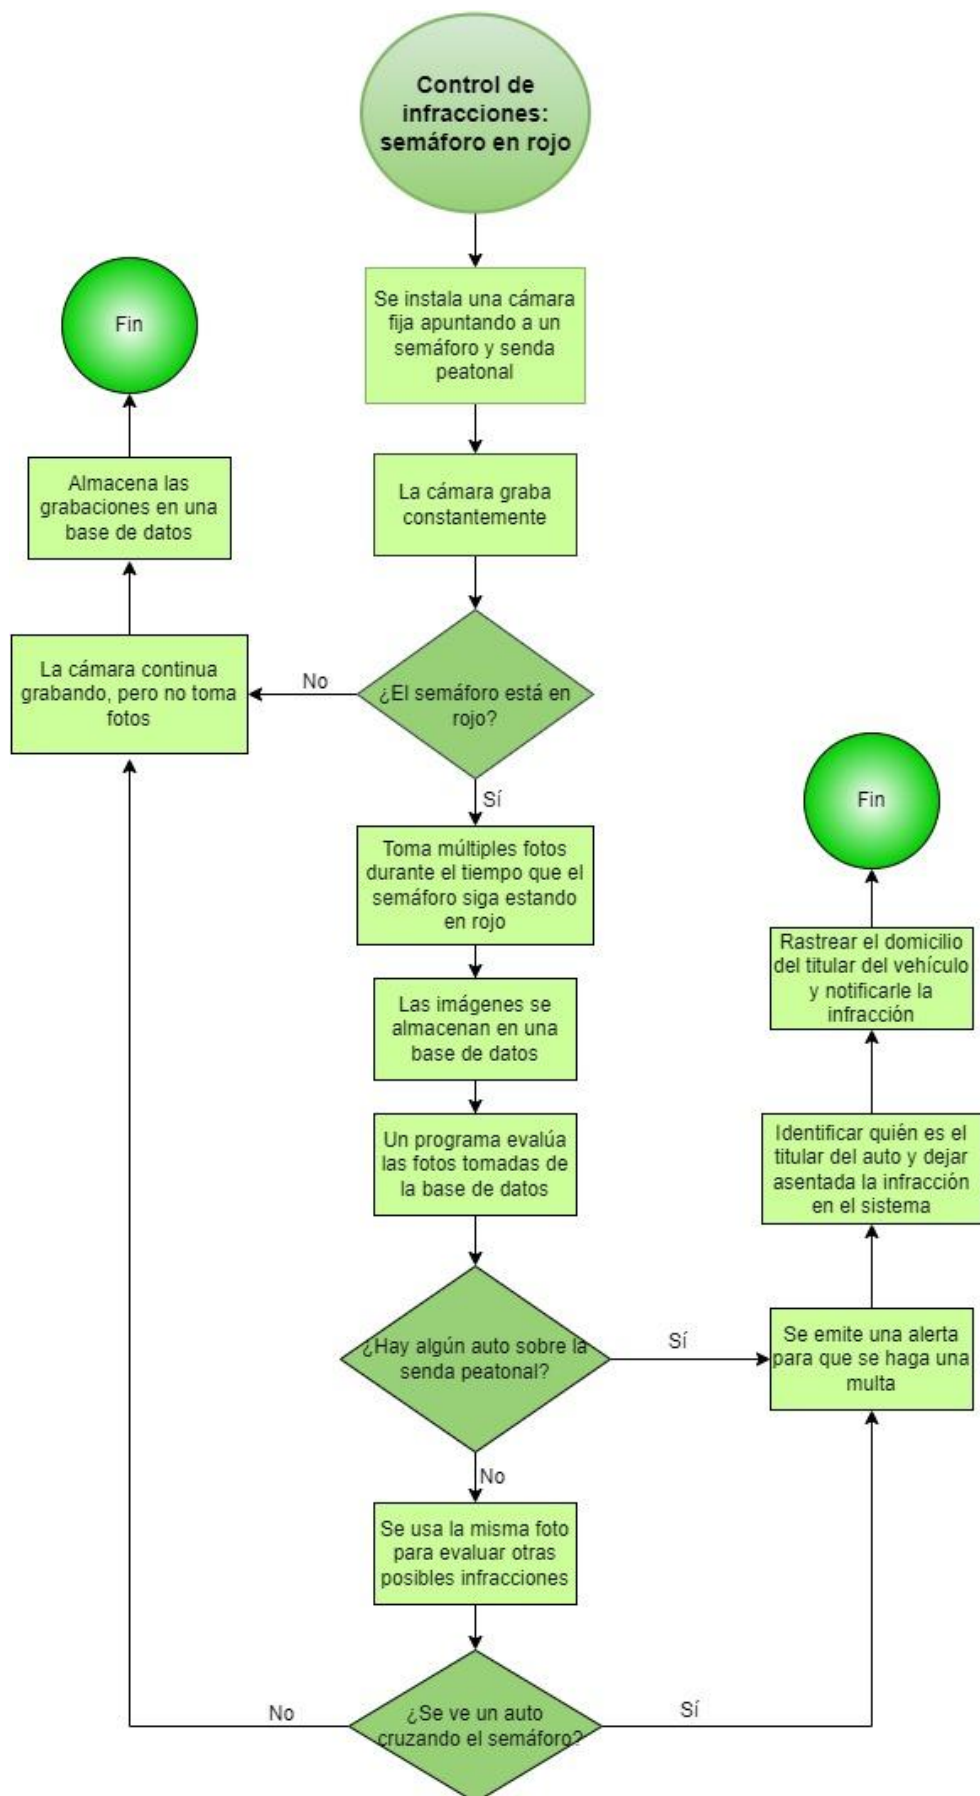 Control de
infracciones:
semáforo en rojo
Se instala una cámara
fija apuntando a un
semáforo y senda
peatonal
Fin
La cámara graba
constantemente
Almacena las
grabaciones en una
base de datos
La cámara continua
grabando, pero no toma
fotos
No
¿El semáforo está en
rojo?
Sí
Toma múltiples fotos
durante el tiempo que el
semáforo siga estando
en rojo
Fin
Las imágenes se
almacenan en una
base de datos
Rastrear el domicilio
del titular del vehículo
y notificarle la
infracción
Un programa evalúa
las fotos tomadas de
la base de datos
Identificar quién es el
titular del auto y dejar
asentada la infracción
en el sistema
¿Hay algún auto sobre la
senda peatonal?
Sí
Se emite una alerta
para que se haga una
multa
No
Se usa la misma foto
para evaluar otras
posibles infracciones
No
¿Se ve un auto
cruzando el semáforo?
Sí